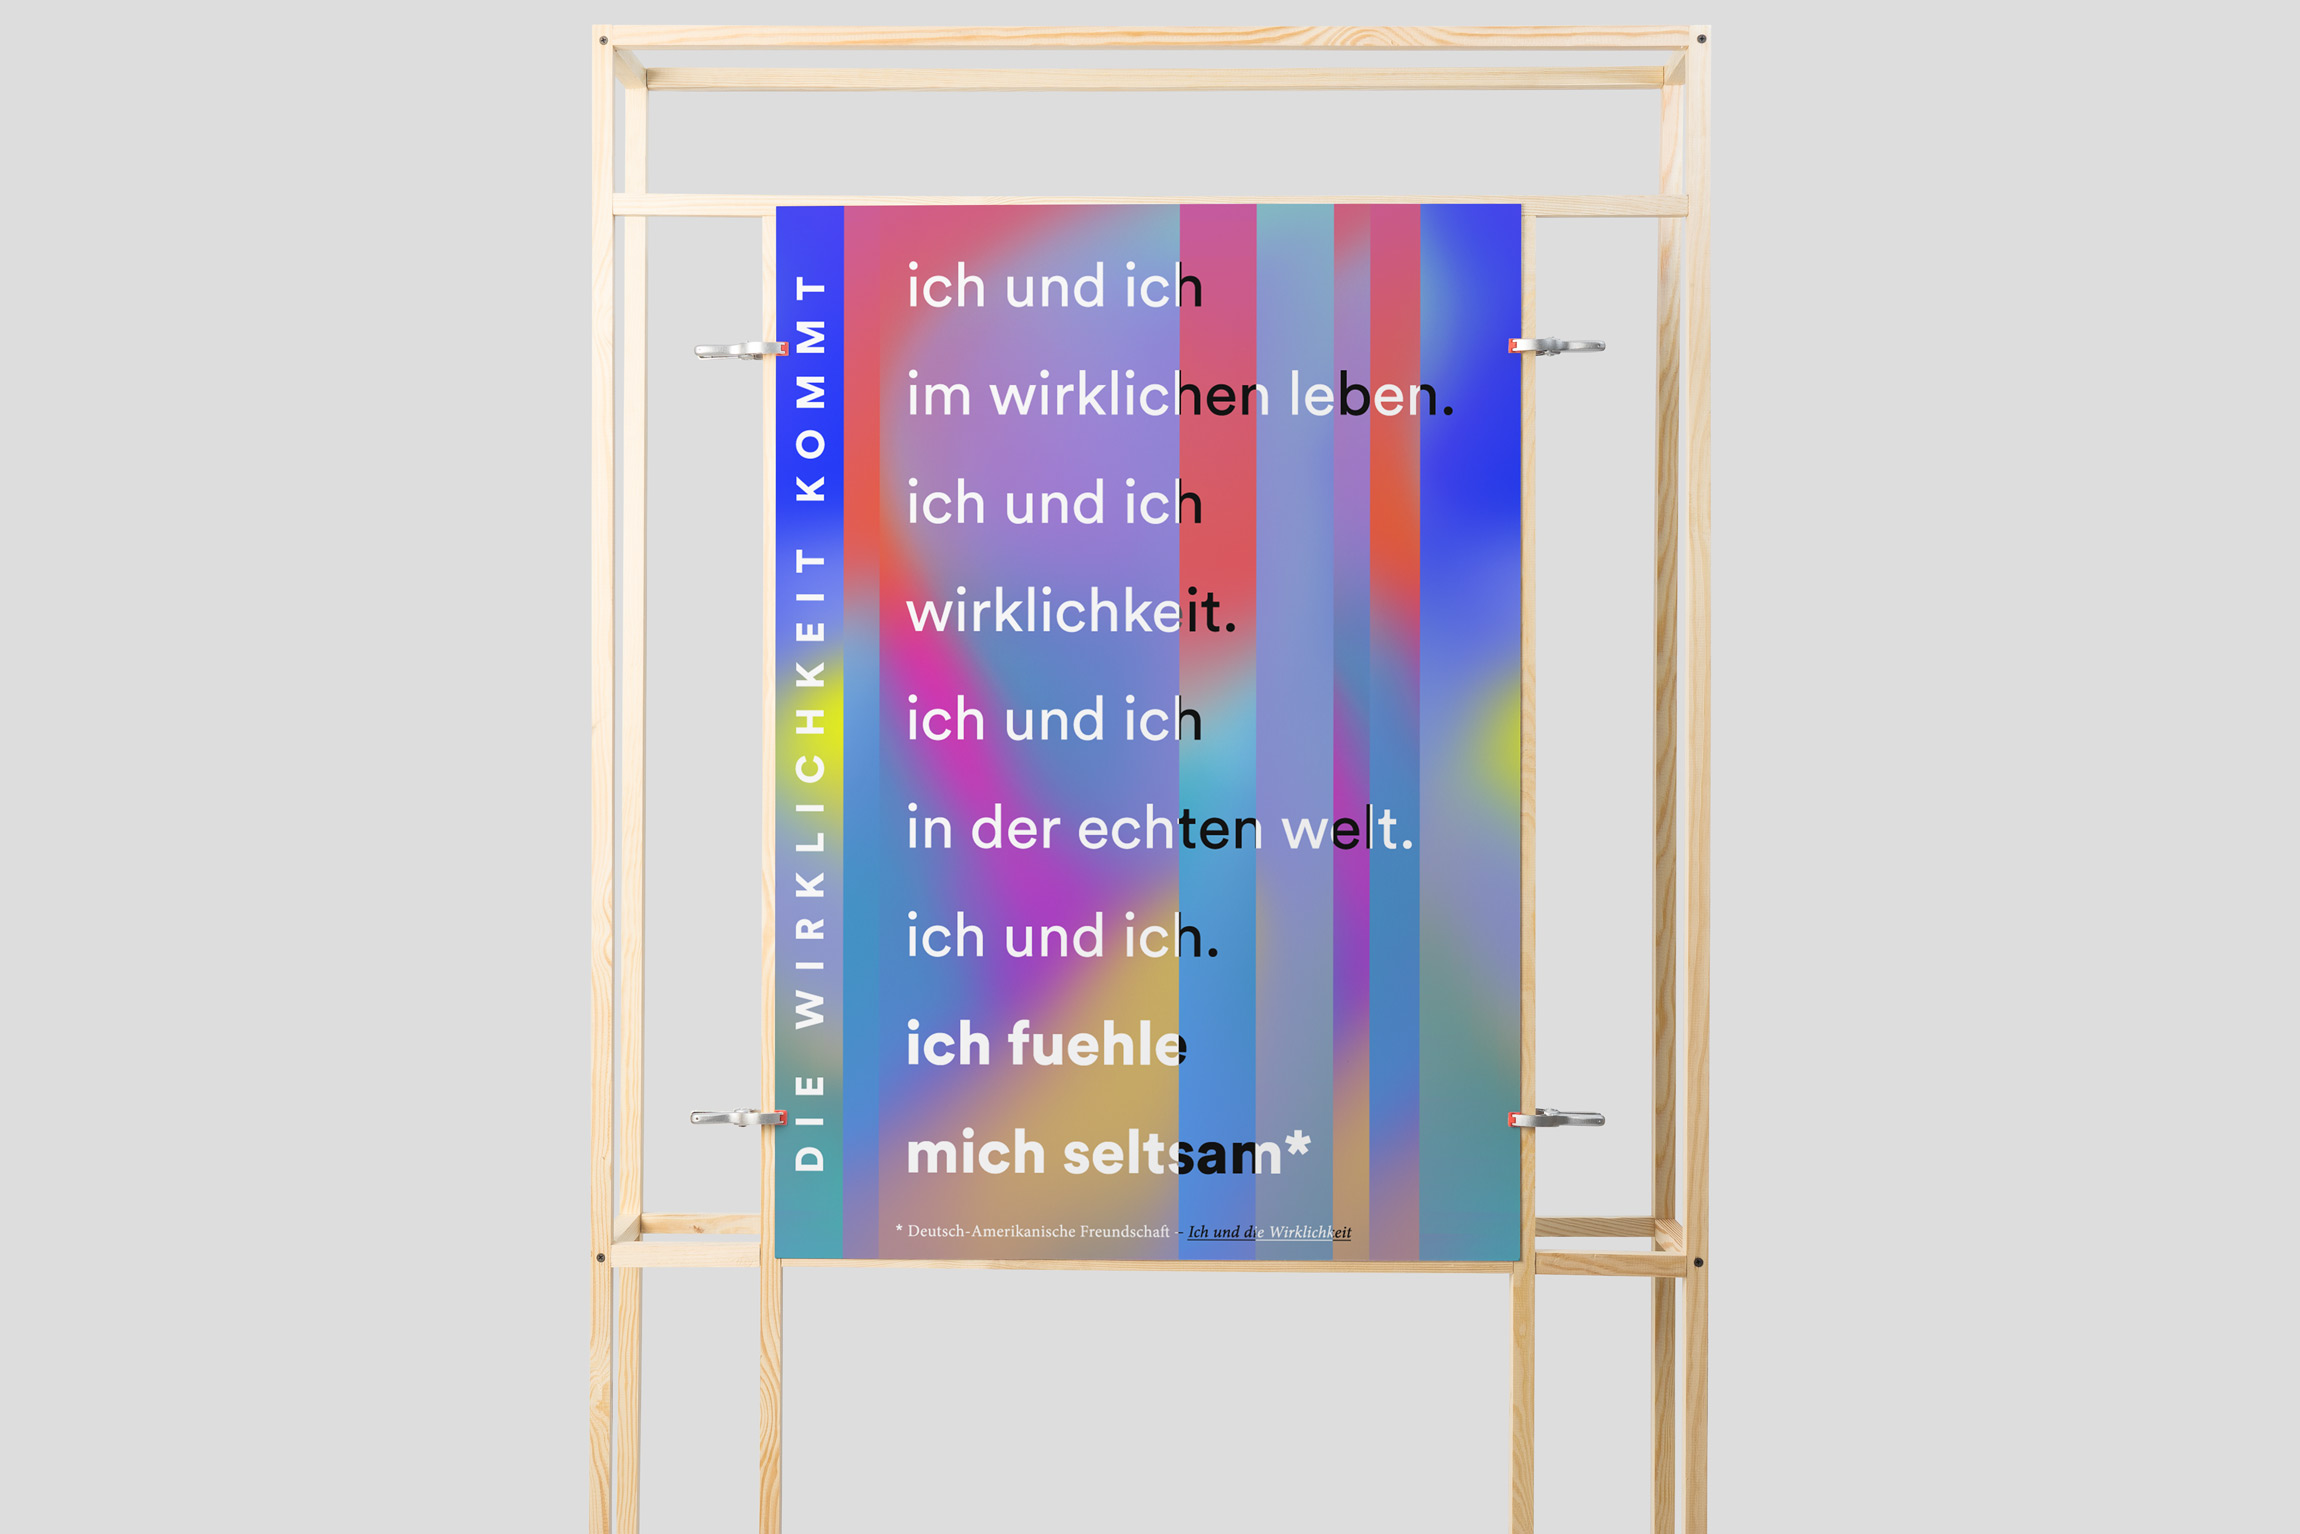 DIE WIRKLICHKEIT KOMMT
ich und ich
im wirklichen leben.
ich und ich
wirklichkeit.
ich und ich
in der echten welt.
ich und ich.
ich fuehle
mich seltsam*
* Deutsch-Amerikanische Freundschaft – Ich und die Wirklichkeit